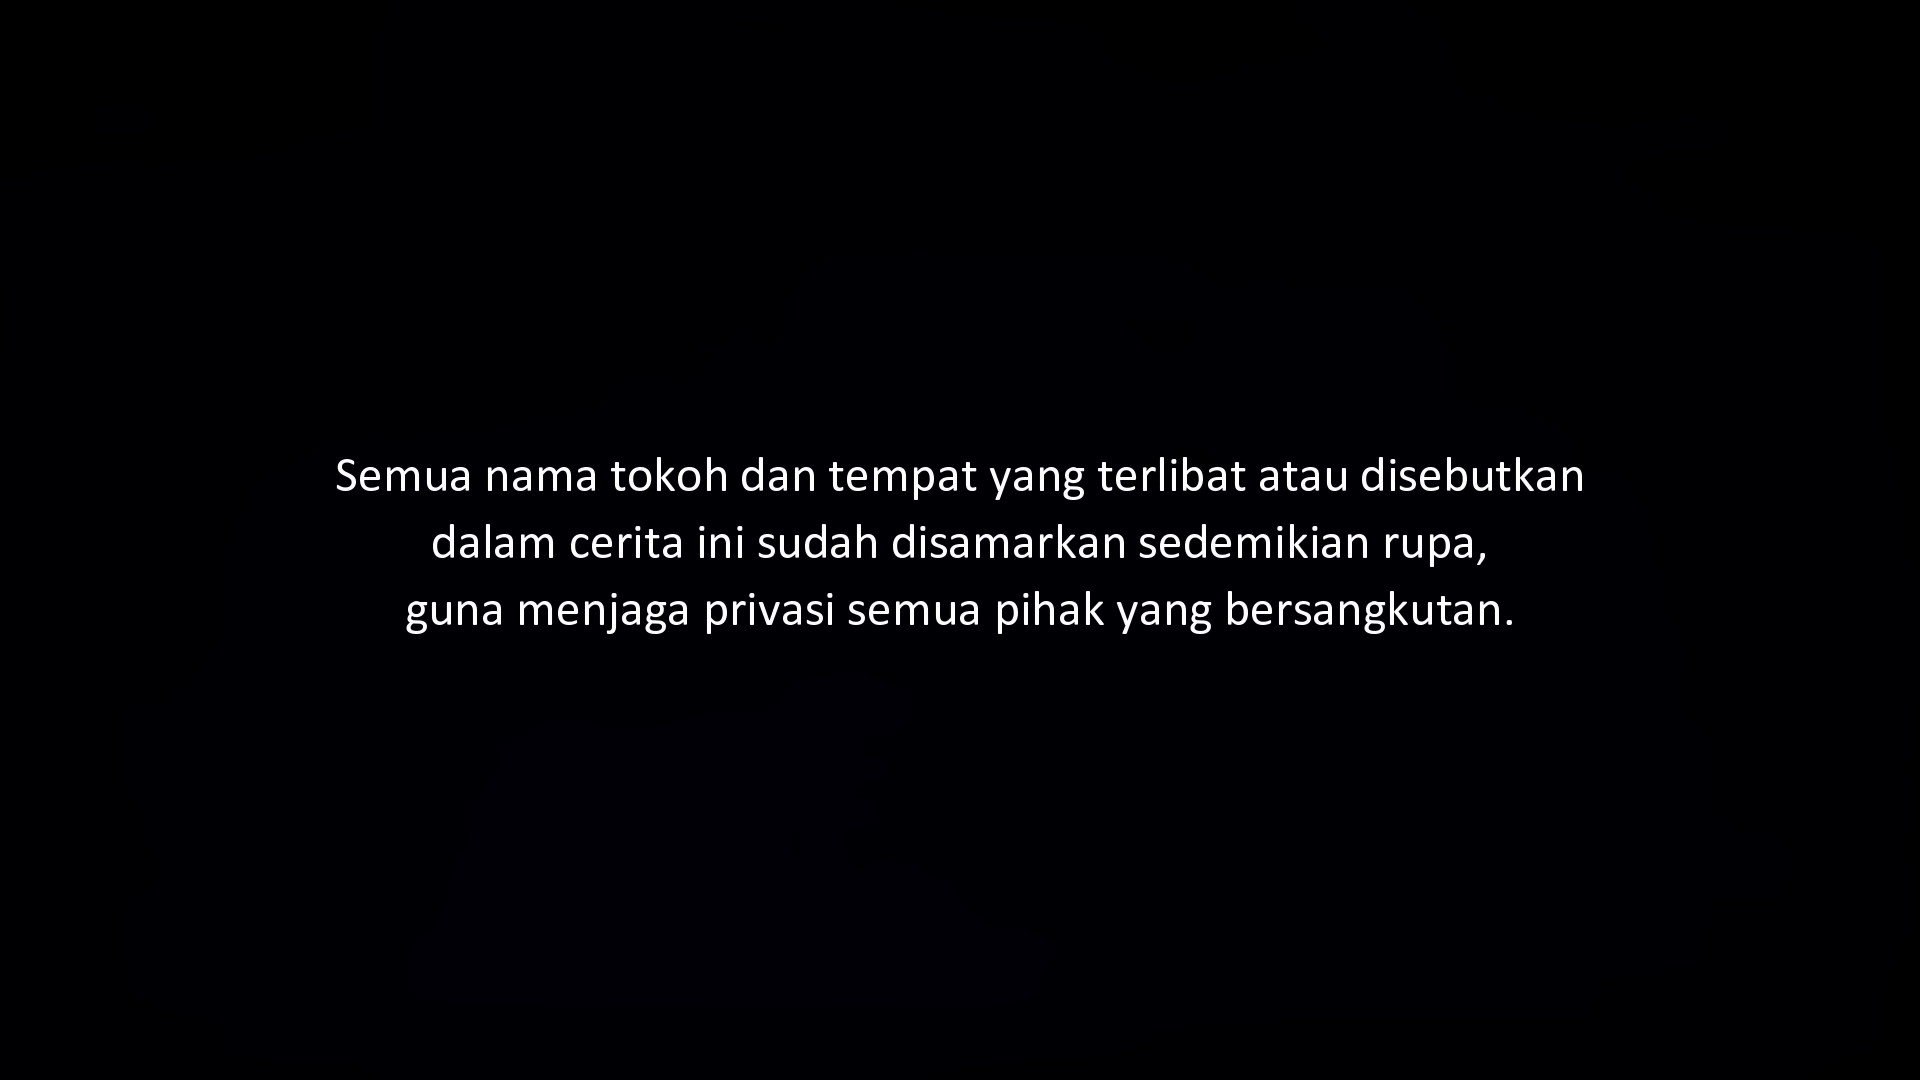 Semua nama tokoh dan tempat yang terlibat atau disebutkan
dalam cerita ini sudah disamarkan sedemikian rupa,
guna menjaga privasi semua pihak yang bersangkutan.